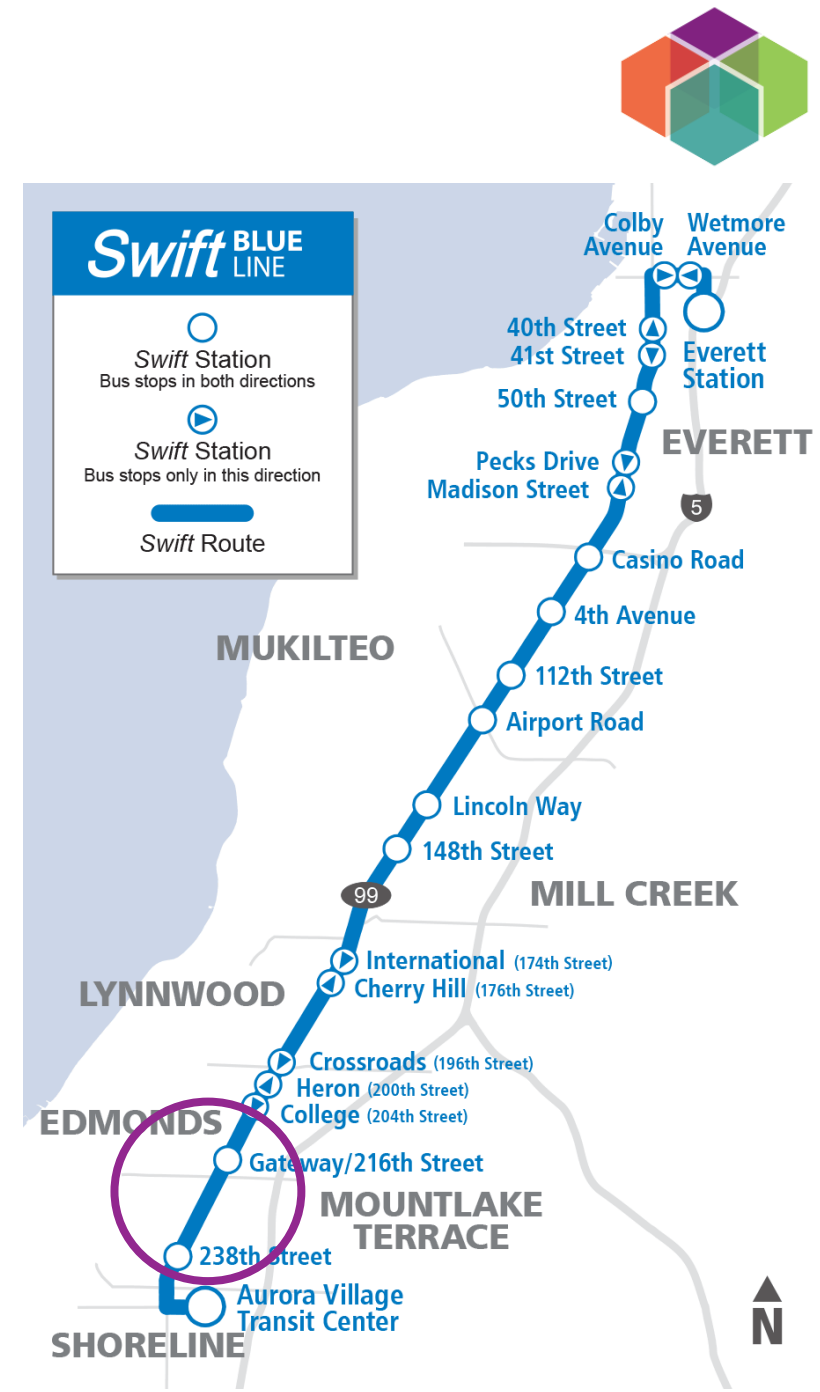 Swift BLUE
LINE
Swift Station
Bus stops in both directions
Swift Station
Bus stops only in this direction
Swift Route
Colby
Avenue
Wetmore
Avenue
40th Street
41st Street
Everett
Station
50th Street
EVERETT
Pecks Drive
Madison Street
5
Casino Road
4th Avenue
MUKILTEO
112th Street
Airport Road
Lincoln Way
148th Street
99
MILL CREEK
International (174th Street)
Cherry Hill (176th Street)
LYNNWOOD
Crossroads (196th Street)
Heron (200th Street)
College (204th Street)
EDMONDS
Gateway/216th Street
MOUNTLAKE
TERRACE
238th Street
Aurora Village
Transit Center
SHORELINE
N